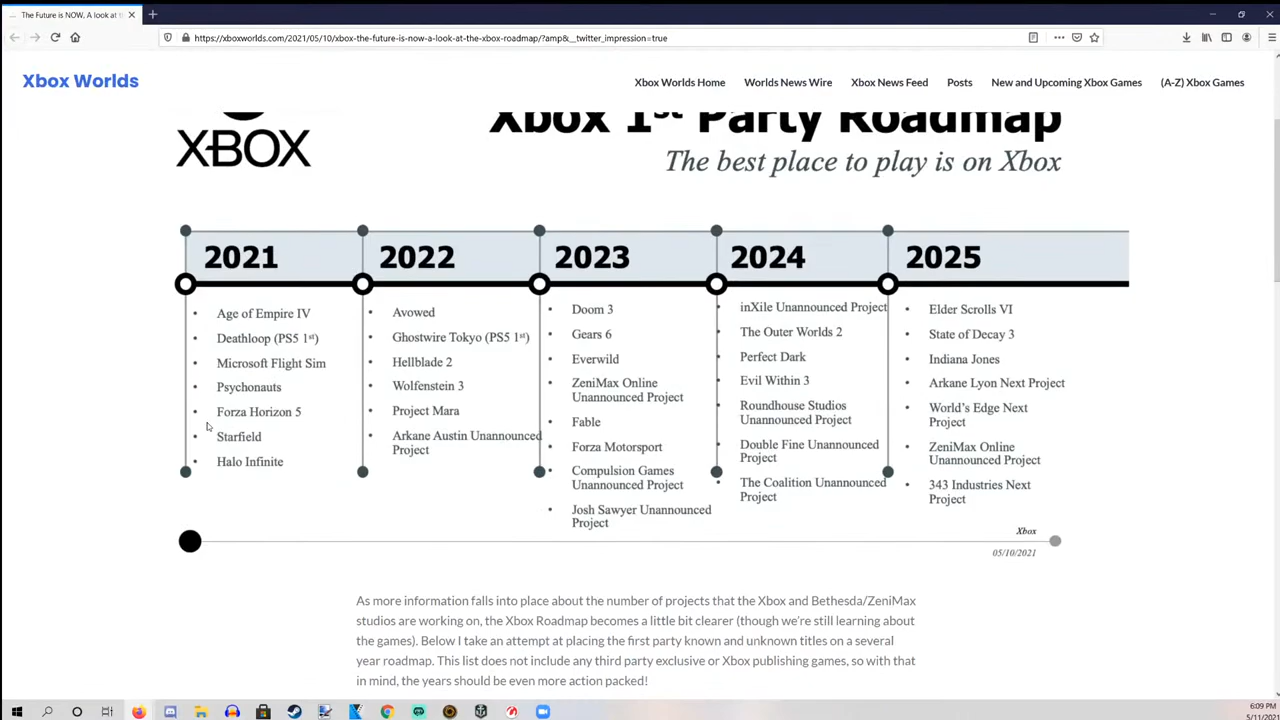 The Future is NOW, A look at
https://xboxworlds.com/2021/05/10/xbox-the-future-is-now-a-look-at-the-xbox-roadmap/?amp&__twitter_impression=true
Xbox Worlds
Xbox Worlds Home
Worlds News Wire
Xbox News Feed
Posts
New and Upcoming Xbox Games
(A-Z) Xbox Games
XBOX
Xbox 1st Party Roadmap
The best place to play is on Xbox
2021
Age of Empire IV
Deathloop (PS5 1st)
Microsoft Flight Sim
Psychonauts
Forza Horizon 5
Starfield
Halo Infinite
2022
Avowed
Ghostwire Tokyo (PS5 1st)
Hellblade 2
Wolfenstein 3
Project Mara
Arkane Austin Unannounced
Project
2023
Doom 3
Gears 6
Everwild
ZeniMax Online
Unannounced Project
Fable
Forza Motorsport
Compulsion Games
Unannounced Project
Josh Sawyer Unannounced
Project
2024
inXile Unannounced Project
The Outer Worlds 2
Perfect Dark
Evil Within 3
Roundhouse Studios
Unannounced Project
Double Fine Unannounced
Project
The Coalition Unannounced
Project
2025
Elder Scrolls VI
State of Decay 3
Indiana Jones
Arkane Lyon Next Project
World's Edge Next
Project
ZeniMax Online
Unannounced Project
343 Industries Next
Project
Xbox
05/10/2021
As more information falls into place about the number of projects that the Xbox and Bethesda/ZeniMax
studios are working on, the Xbox Roadmap becomes a little bit clearer (though we're still learning about
the games). Below I take an attempt at placing the first party known and unknown titles on a several
year roadmap. This list does not include any third party exclusive or Xbox publishing games, so with that
in mind, the years should be even more action packed!
6:09 PM
5/11/2021